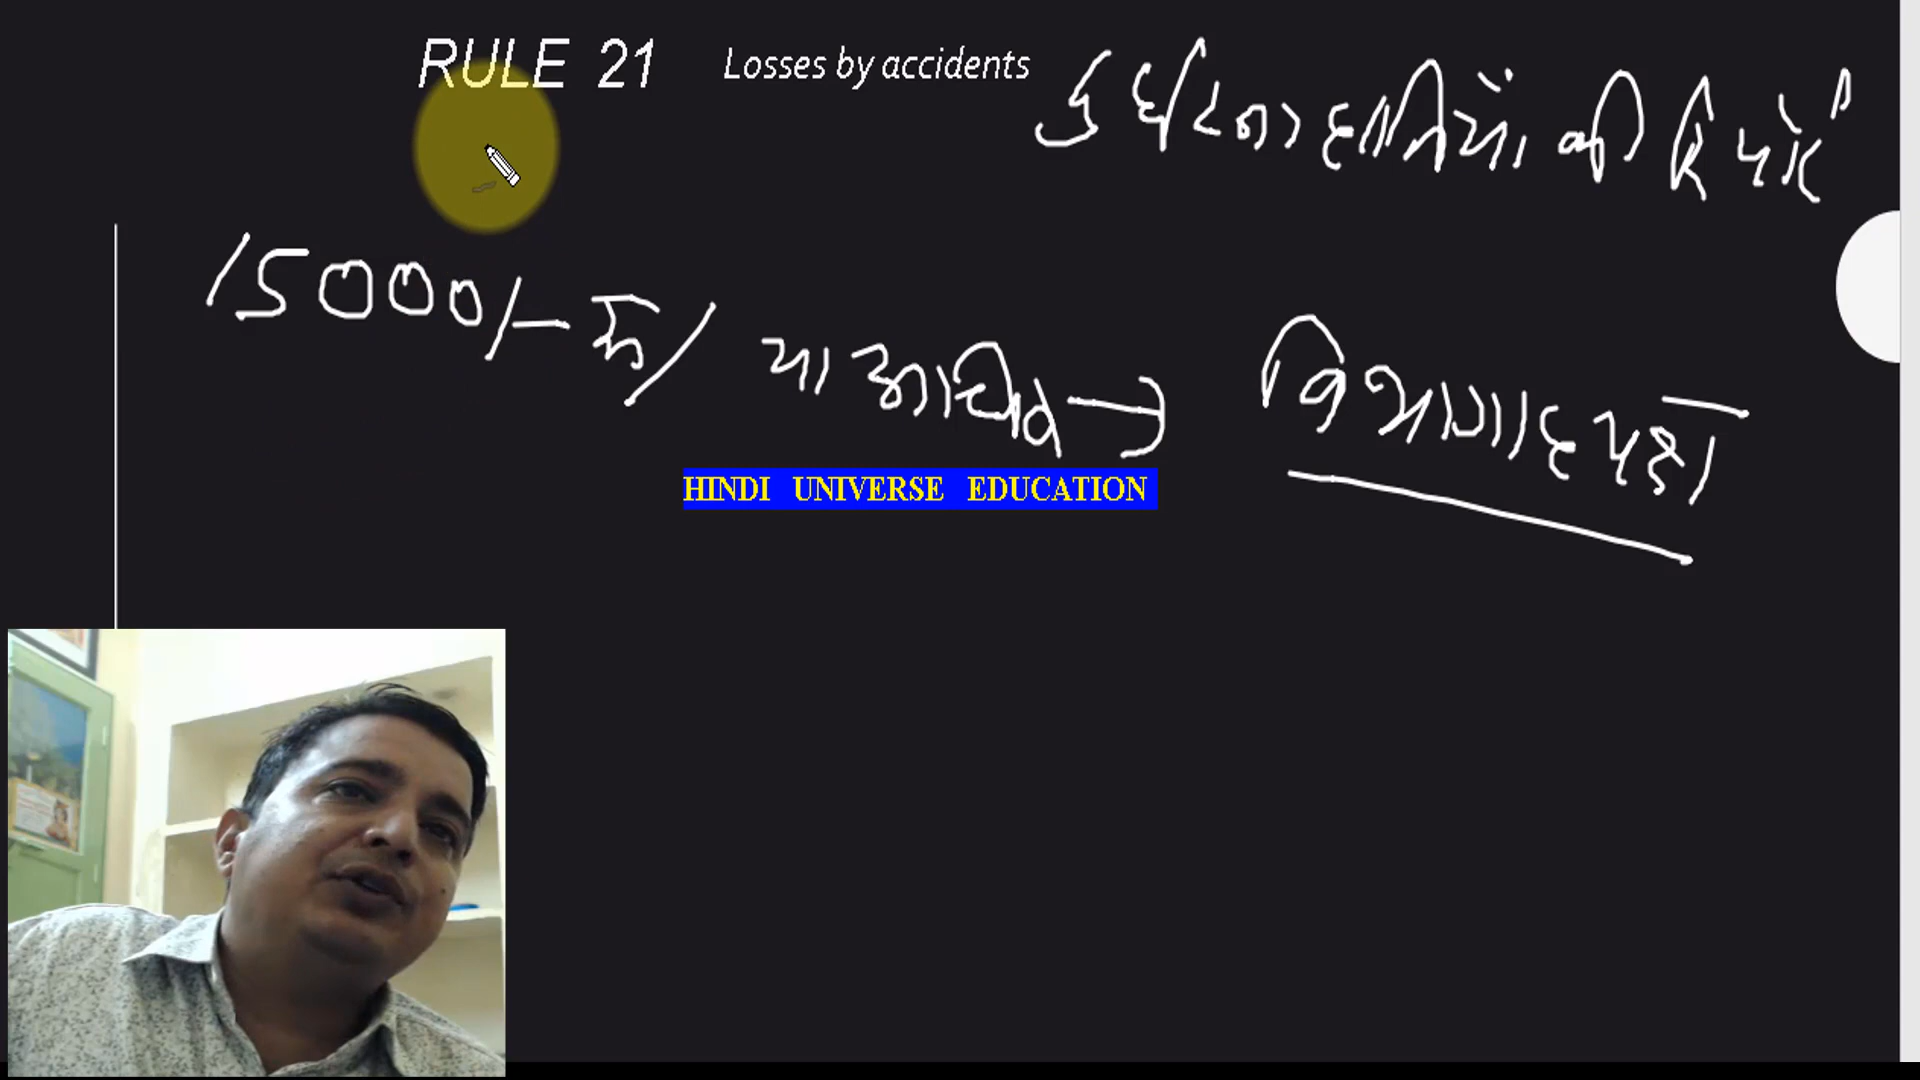 RULE 21 Losses by accidents दुर्घटना हानियों की रिपोर्ट
15000/- रू/ या अधिक → विभागाध्यक्ष
HINDI UNIVERSE EDUCATION